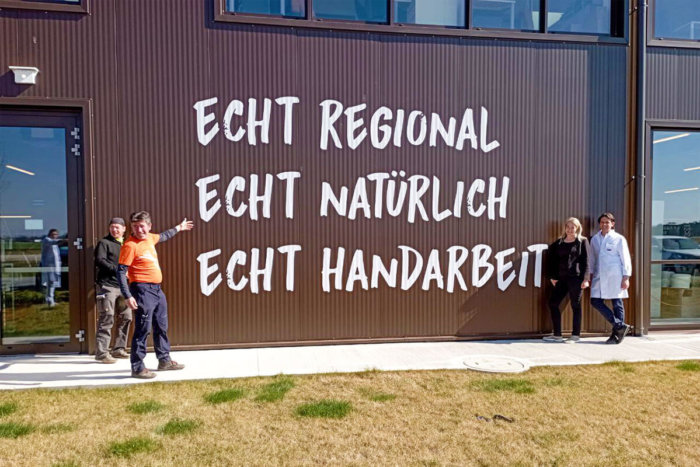 ECHT REGIONAL
ECHT NATÜRLICH
ECHT HANDARBEIT